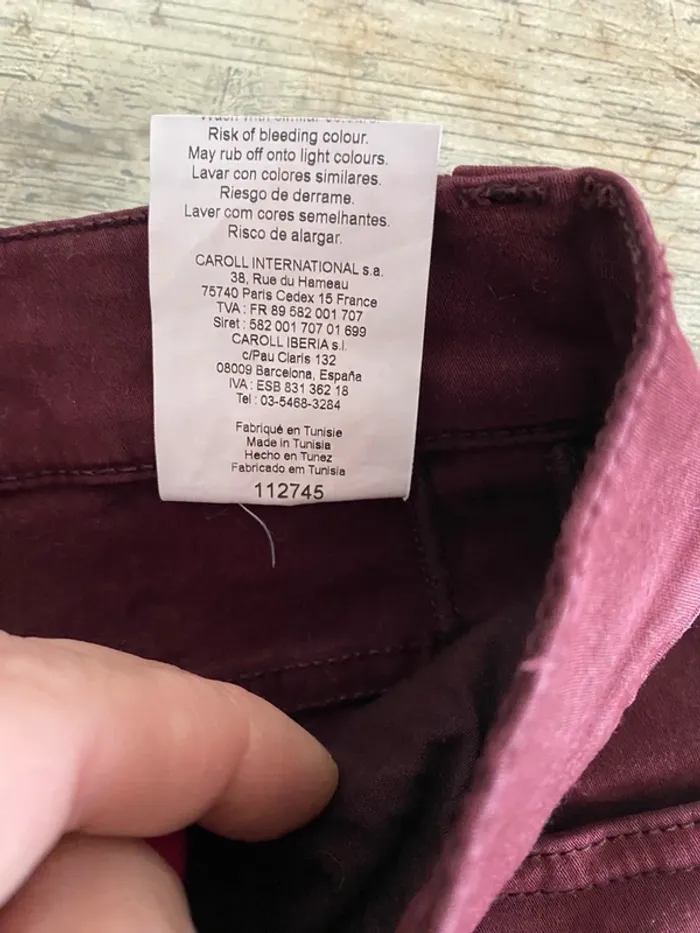 Wash with similar colours.
Risk of bleeding colour.
May rub off onto light colours.
Lavar con colores similares.
Riesgo de derrame.
Laver com cores semelhantes.
Risco de alargar.
CAROLL INTERNATIONAL s.a.
38, Rue du Hameau
75740 Paris Cedex 15 France
TVA : FR 89 582 001 707
Siret : 582 001 707 01 699
CAROLL IBERIA s.l.
c/Pau Claris 132
08009 Barcelona, España
IVA : ESB 831 362 18
Tel : 03-5468-3284
Fabriqué en Tunisie
Made in Tunisia
Hecho en Tunez
Fabricado em Tunisia
112745